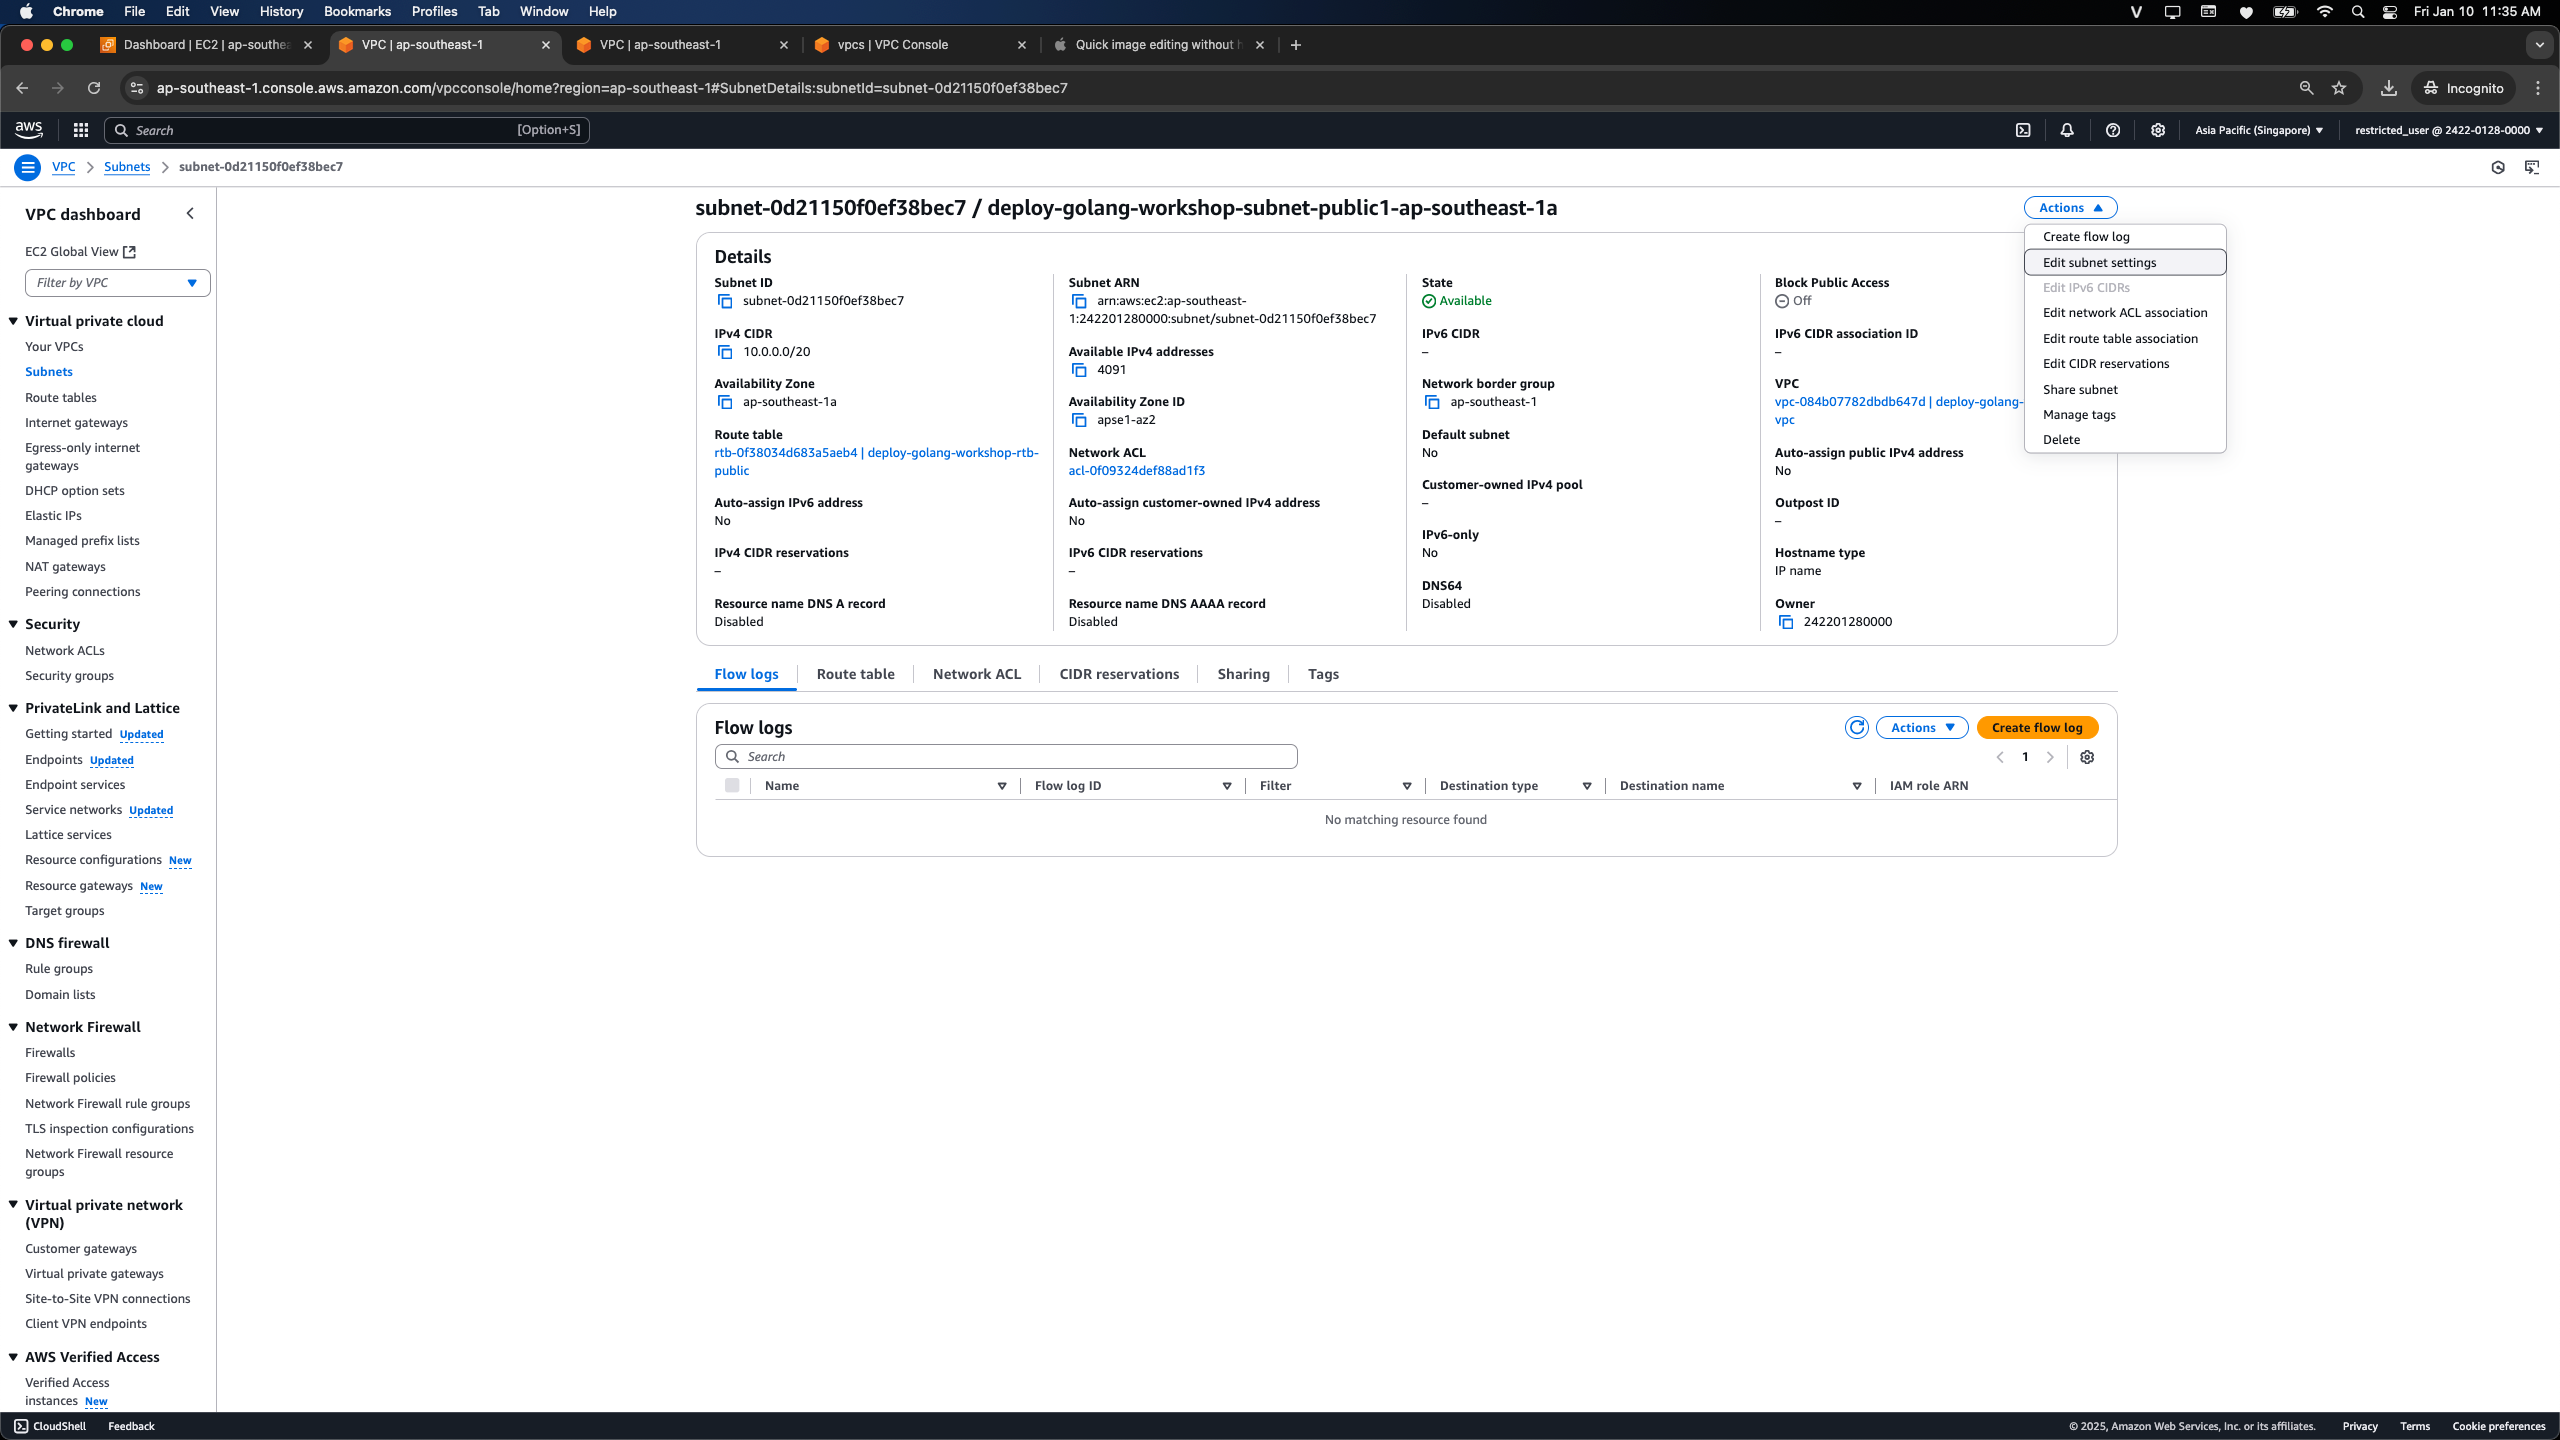 Chrome File Edit View History Bookmarks Profiles Tab Window Help Fri Jan 10 11:35 AM
Dashboard | EC2 | ap-southea VPC | ap-southeast-1 VPC | ap-southeast-1 vpcs | VPC Console Quick image editing without
ap-southeast-1.console.aws.amazon.com/vpcconsole/home?region=ap-southeast-1#SubnetDetails:subnetId=subnet-0d21150f0ef38bec7 Incognito
aws Search [Option+S] Asia Pacific (Singapore) restricted_user @ 2422-0128-0000
VPC Subnets subnet-0d21150f0ef38bec7
VPC dashboard
EC2 Global View
Filter by VPC
Virtual private cloud
Your VPCs
Subnets
Route tables
Internet gateways
Egress-only internet
gateways
DHCP option sets
Elastic IPs
Managed prefix lists
NAT gateways
Peering connections
Security
Network ACLs
Security groups
PrivateLink and Lattice
Getting started Updated
Endpoints Updated
Endpoint services
Service networks Updated
Lattice services
Resource configurations New
Resource gateways New
Target groups
DNS firewall
Rule groups
Domain lists
Network Firewall
Firewalls
Firewall policies
Network Firewall rule groups
TLS inspection configurations
Network Firewall resource
groups
Virtual private network
(VPN)
Customer gateways
Virtual private gateways
Site-to-Site VPN connections
Client VPN endpoints
AWS Verified Access
Verified Access
instances New
subnet-0d21150f0ef38bec7 / deploy-golang-workshop-subnet-public1-ap-southeast-1a
Actions
Create flow log
Edit subnet settings
Edit IPv6 CIDRs
Edit network ACL association
Edit route table association
Edit CIDR reservations
Share subnet
Manage tags
Delete
Details
Subnet ID
subnet-0d21150f0ef38bec7
IPv4 CIDR
10.0.0.0/20
Availability Zone
ap-southeast-1a
Route table
rtb-0f38034d683a5aeb4 | deploy-golang-workshop-rtb-
public
Auto-assign IPv6 address
No
IPv4 CIDR reservations
–
Resource name DNS A record
Disabled
Subnet ARN
arn:aws:ec2:ap-southeast-
1:242201280000:subnet/subnet-0d21150f0ef38bec7
Available IPv4 addresses
4091
Availability Zone ID
apse1-az2
Network ACL
acl-0f09324def88ad1f3
Auto-assign customer-owned IPv4 address
No
IPv6 CIDR reservations
–
Resource name DNS AAAA record
Disabled
State
Available
IPv6 CIDR
–
Network border group
ap-southeast-1
Default subnet
No
Customer-owned IPv4 pool
–
IPv6-only
No
DNS64
Disabled
Block Public Access
Off
IPv6 CIDR association ID
–
VPC
vpc-084b07782dbdb647d | deploy-golang-
vpc
Auto-assign public IPv4 address
No
Outpost ID
–
Hostname type
IP name
Owner
242201280000
Flow logs Route table Network ACL CIDR reservations Sharing Tags
Flow logs
Actions Create flow log
Search
1
Name Flow log ID Filter Destination type Destination name IAM role ARN
No matching resource found
CloudShell Feedback © 2025, Amazon Web Services, Inc. or its affiliates. Privacy Terms Cookie preferences